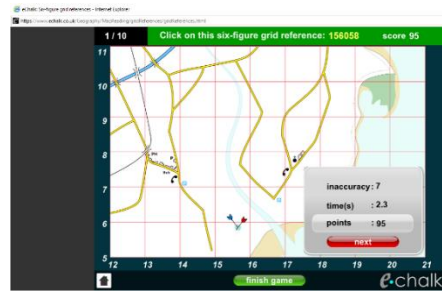 eChalk Six-figure grid references - Internet Explorer
1 / 10 Click on this six-figure grid reference: 156058 score 95
11
10
9
8
7
6
5
inaccuracy: 7
time(s) : 2.3
points : 95
next
12 13 14 15 16 17 18 19 20 21
finish game
e-chalk